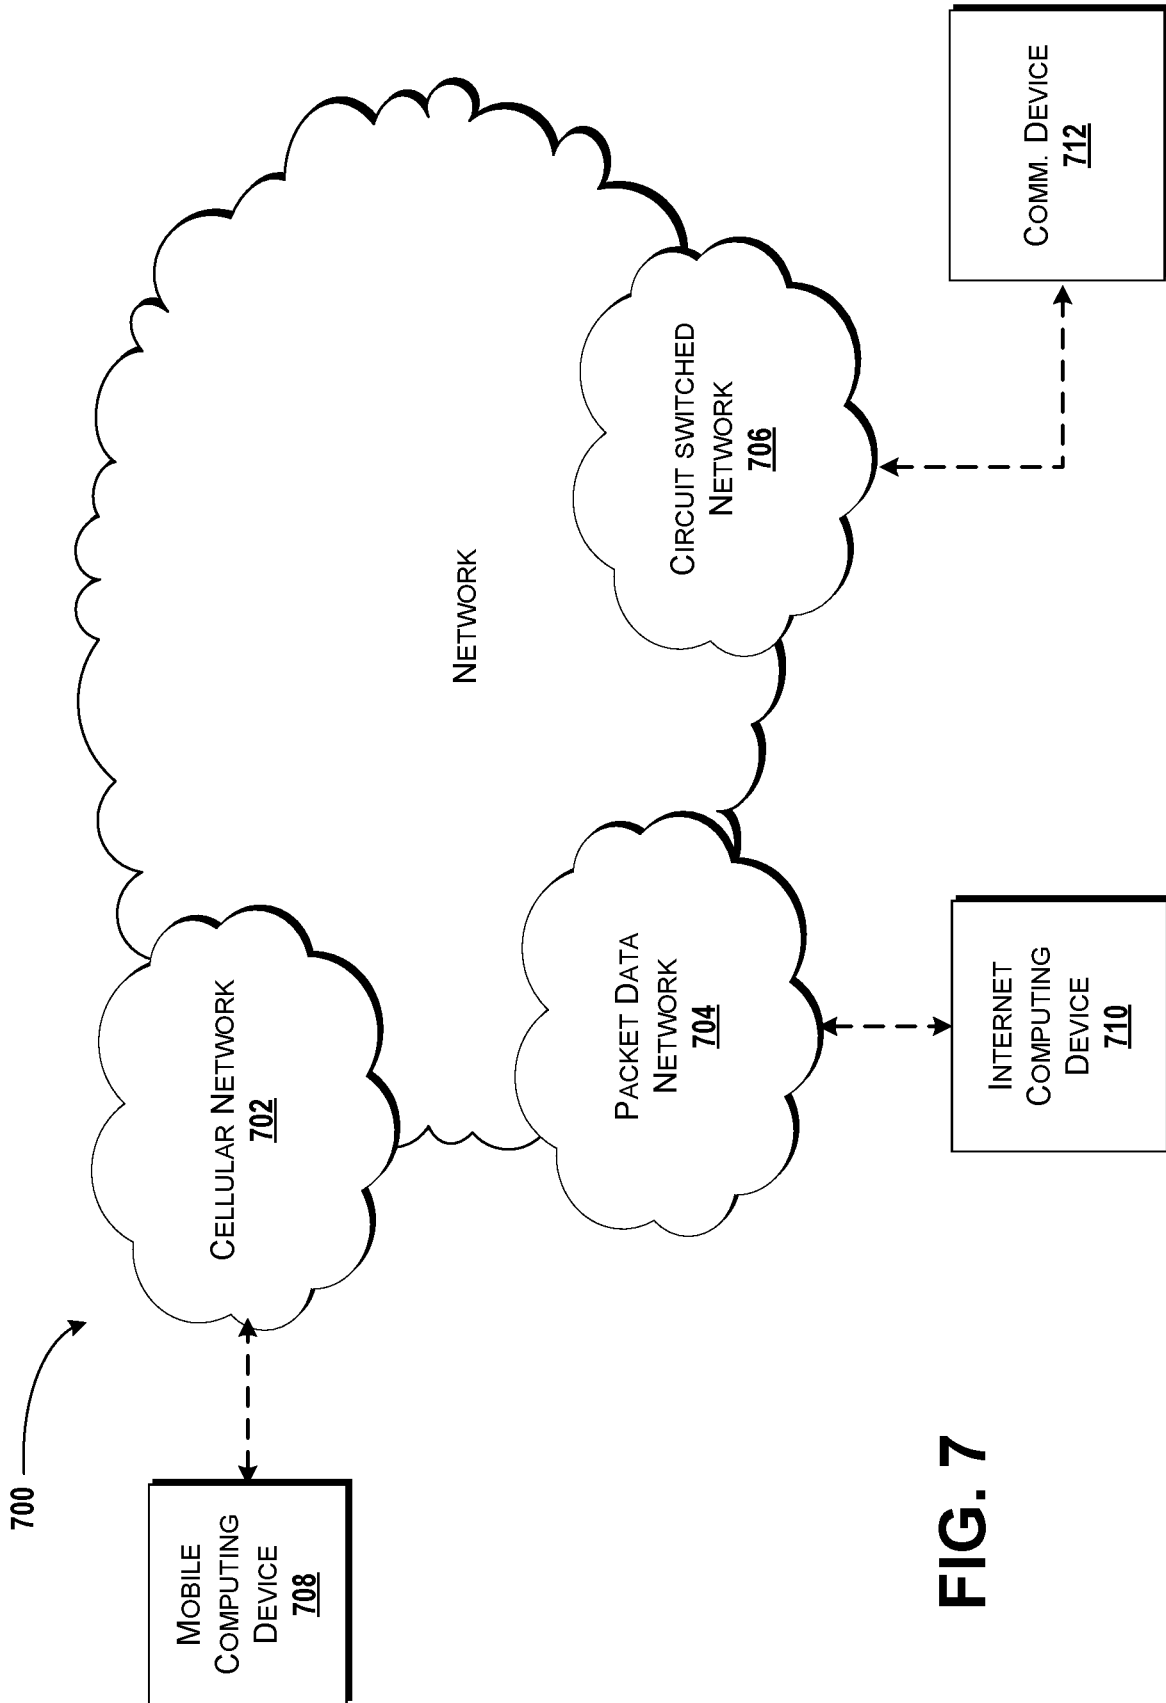 700
MOBILE
COMPUTING
DEVICE
708
CELLULAR NETWORK
702
NETWORK
PACKET DATA
NETWORK
704
CIRCUIT SWITCHED
NETWORK
706
INTERNET
COMPUTING
DEVICE
710
COMM. DEVICE
712
FIG. 7